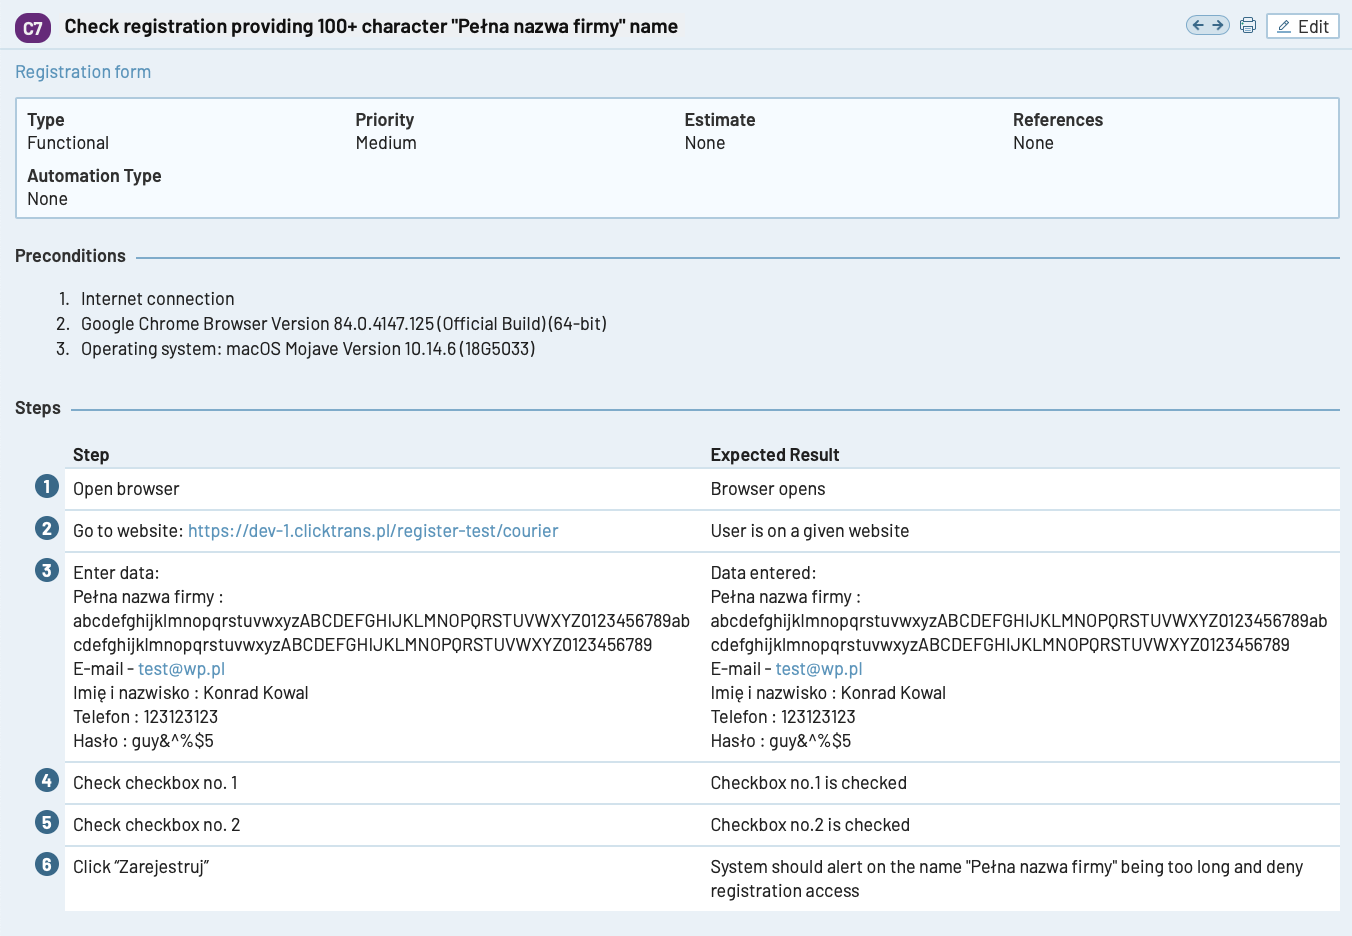 C7 Check registration providing 100+ character "Pełna nazwa firmy" name
Edit
Registration form
Type Priority Estimate References
Functional Medium None None
Automation Type
None
Preconditions
1. Internet connection
2. Google Chrome Browser Version 84.0.4147.125 (Official Build) (64-bit)
3. Operating system: macOS Mojave Version 10.14.6 (18G5033)
Steps
Step Expected Result
1 Open browser Browser opens
2 Go to website: https://dev-1.clicktrans.pl/register-test/courier User is on a given website
3 Enter data: Data entered:
Pełna nazwa firmy : Pełna nazwa firmy :
abcdefghijklmnopqrstuvwxyzABCDEFGHIJKLMNOPQRSTUVWXYZ0123456789ab abcdefghijklmnopqrstuvwxyzABCDEFGHIJKLMNOPQRSTUVWXYZ0123456789ab
cdefghijklmnopqrstuvwxyzABCDEFGHIJKLMNOPQRSTUVWXYZ0123456789 cdefghijklmnopqrstuvwxyzABCDEFGHIJKLMNOPQRSTUVWXYZ0123456789
E-mail - test@wp.pl E-mail - test@wp.pl
Imię i nazwisko : Konrad Kowal Imię i nazwisko : Konrad Kowal
Telefon : 123123123 Telefon : 123123123
Hasło : guy&^%$5 Hasło : guy&^%$5
4 Check checkbox no. 1 Checkbox no.1 is checked
5 Check checkbox no. 2 Checkbox no.2 is checked
6 Click “Zarejestruj” System should alert on the name "Pełna nazwa firmy" being too long and deny
registration access